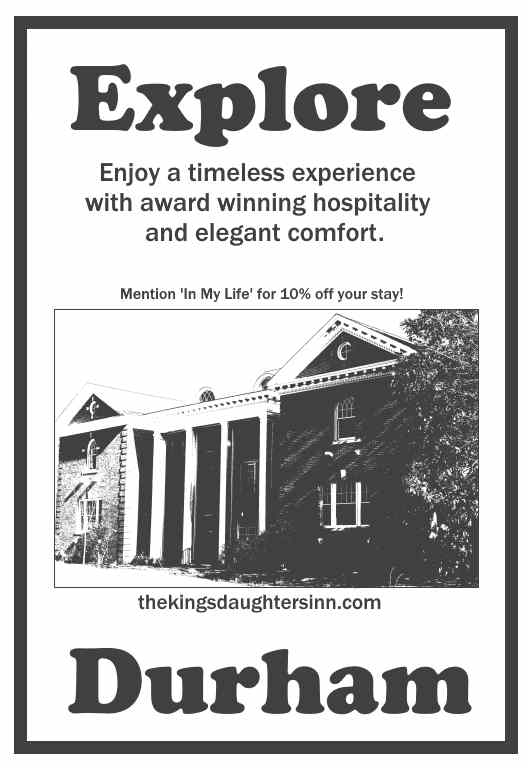 Explore
Enjoy a timeless experience
with award winning hospitality
and elegant comfort.
Mention 'In My Life' for 10% off your stay!
thekingsdaughtersinn.com
Durham